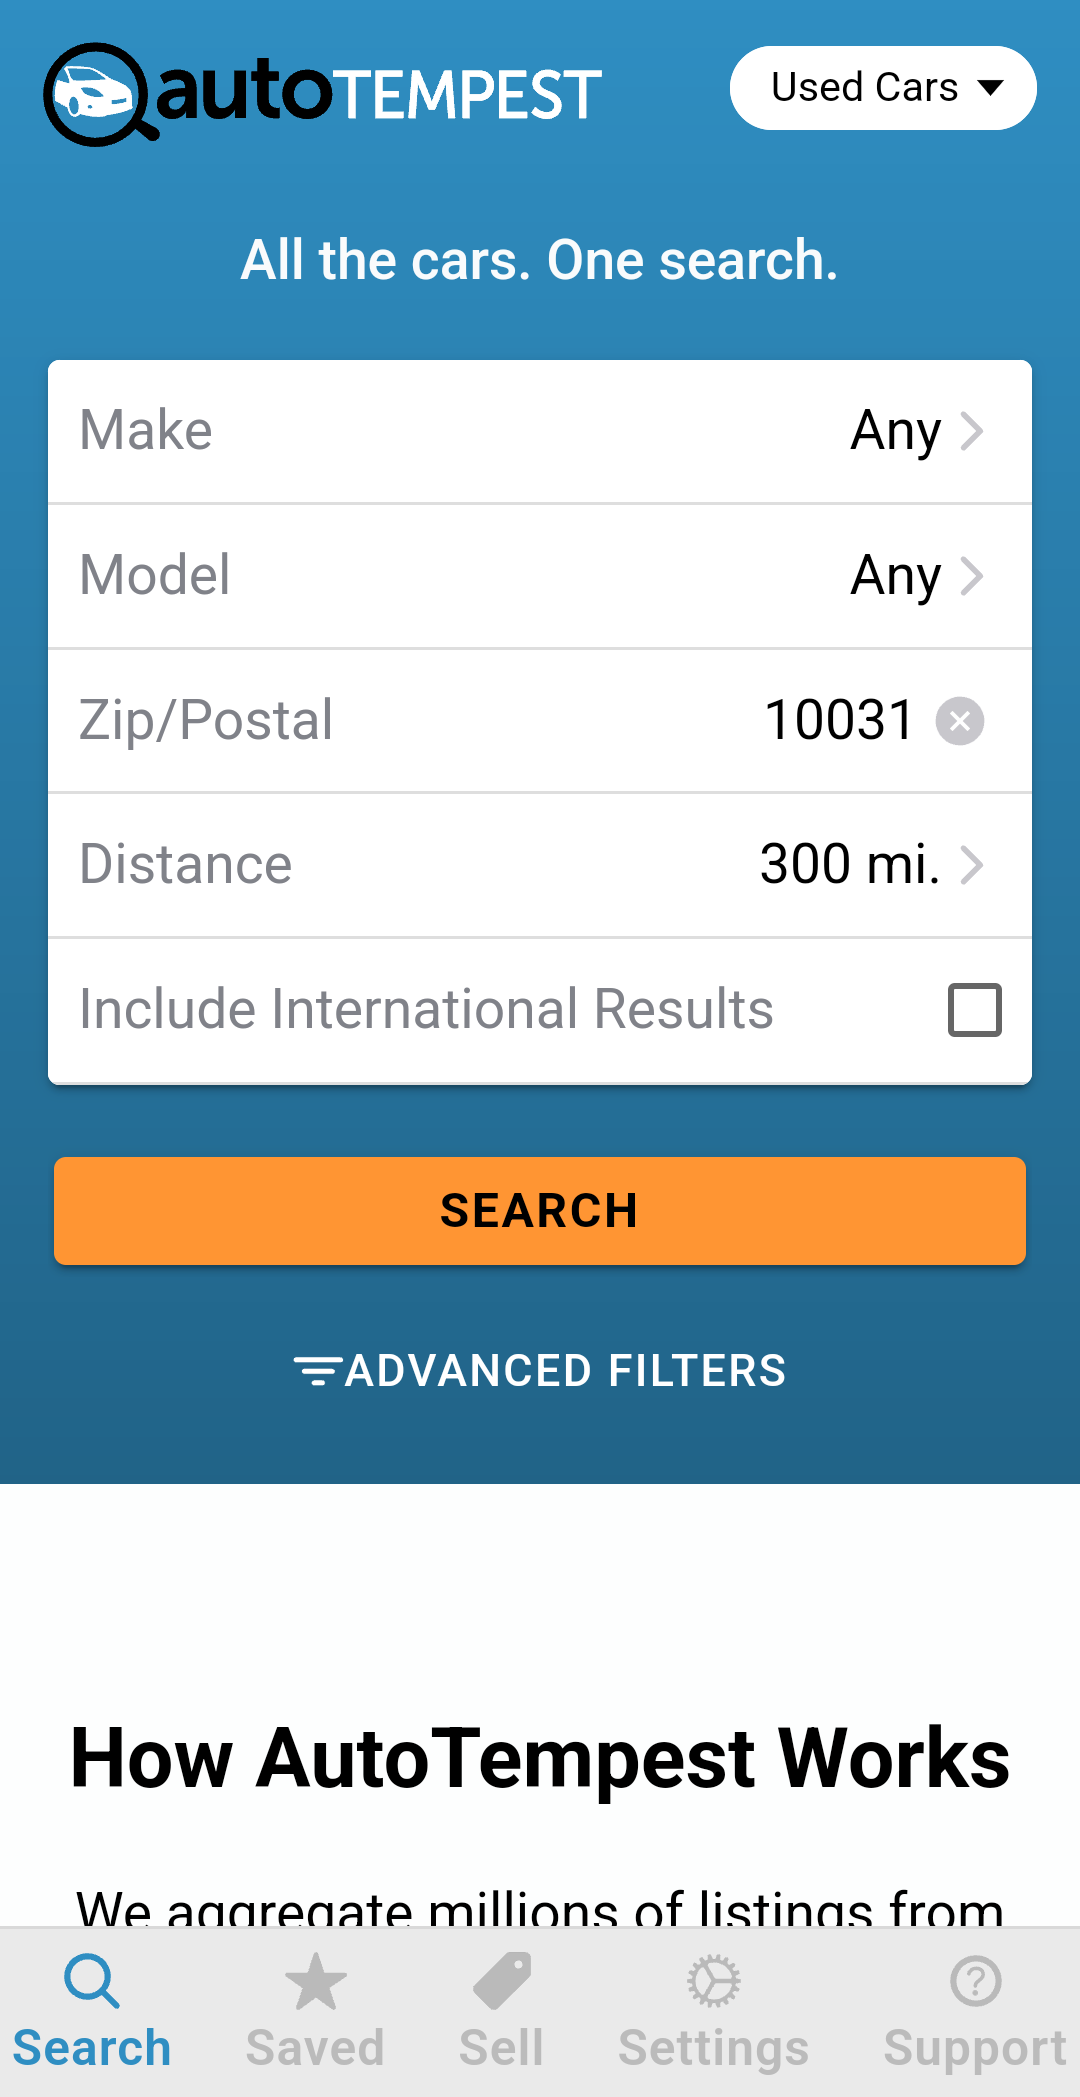 autoTEMPEST
Used Cars
All the cars. One search.
Make Any
Model Any
Zip/Postal 10031
Distance 300 mi.
Include International Results
SEARCH
ADVANCED FILTERS
How AutoTempest Works
We aggregate millions of listings from
Search Saved Sell Settings Support